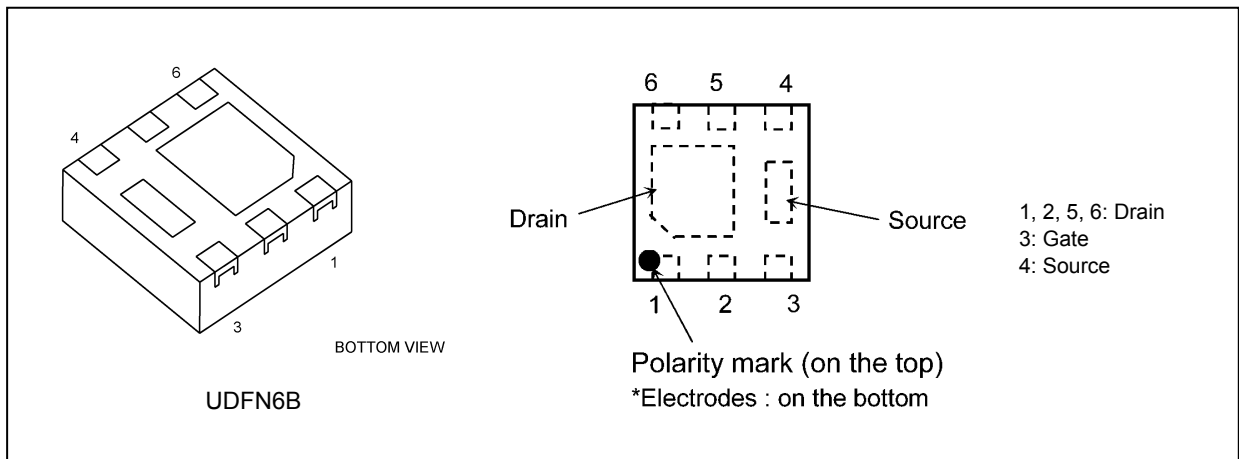 6
4
1
3
BOTTOM VIEW
UDFN6B
6 5 4
Drain
Source
1 2 3
Polarity mark (on the top)
*Electrodes : on the bottom
1, 2, 5, 6: Drain
3: Gate
4: Source